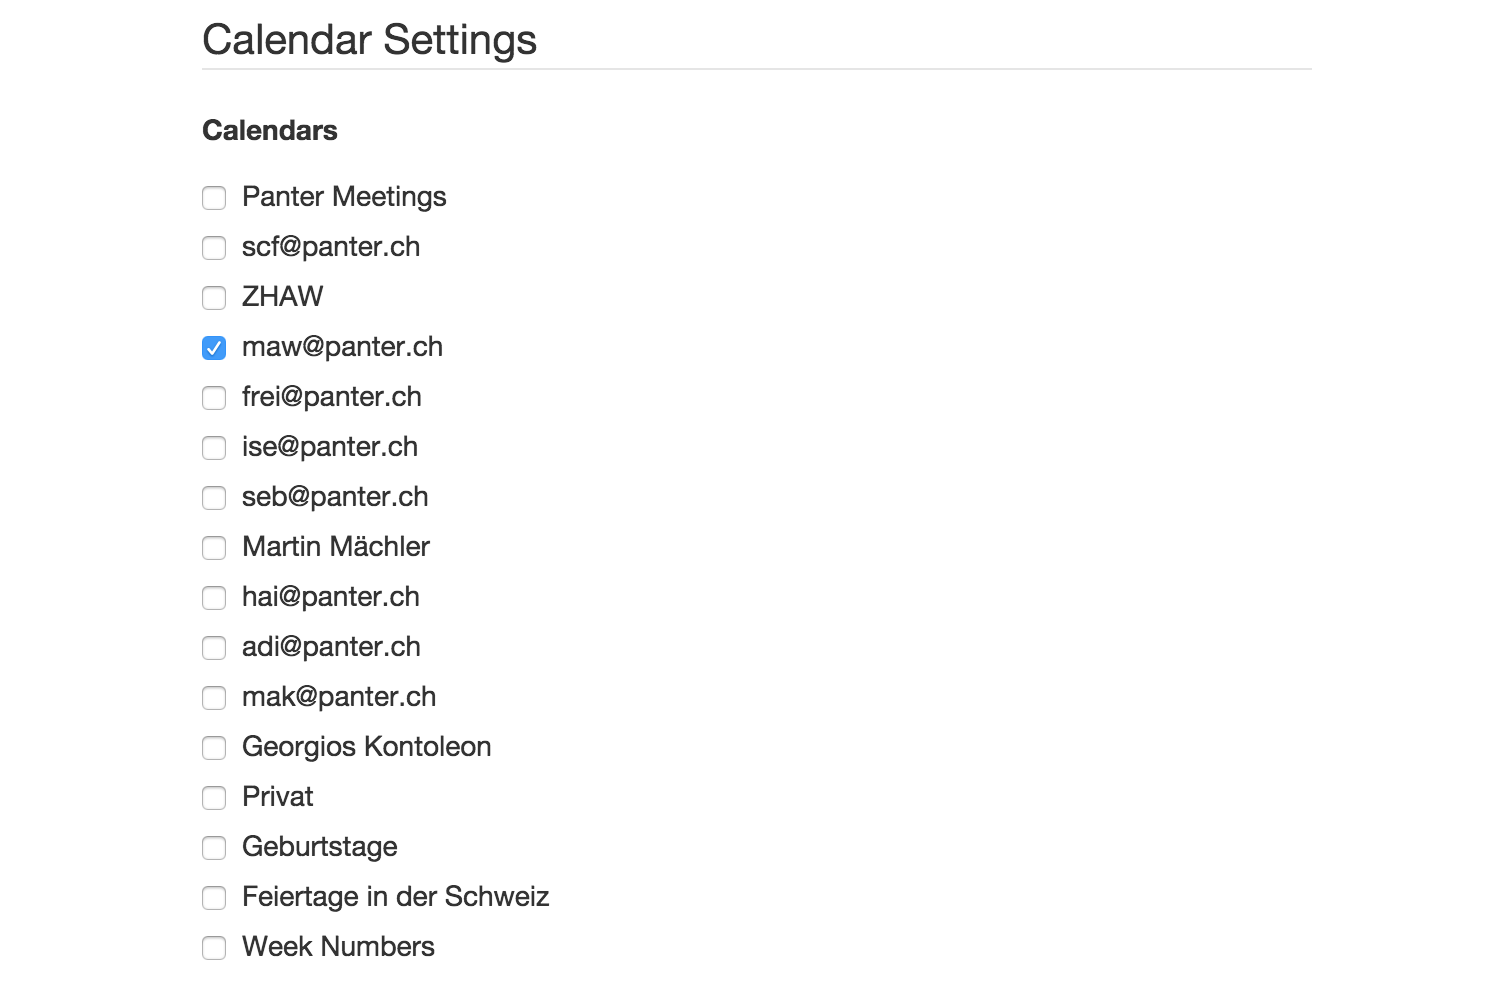 Calendar Settings
Calendars
Panter Meetings
scf@panter.ch
ZHAW
maw@panter.ch
frei@panter.ch
ise@panter.ch
seb@panter.ch
Martin Mächler
hai@panter.ch
adi@panter.ch
mak@panter.ch
Georgios Kontoleon
Privat
Geburtstage
Feiertage in der Schweiz
Week Numbers